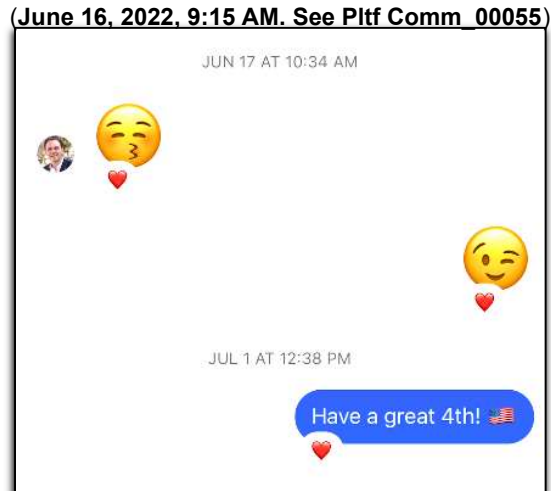 (June 16, 2022, 9:15 AM. See Pltf Comm_00055)
JUN 17 AT 10:34 AM
JUL 1 AT 12:38 PM
Have a great 4th! 🇺🇸